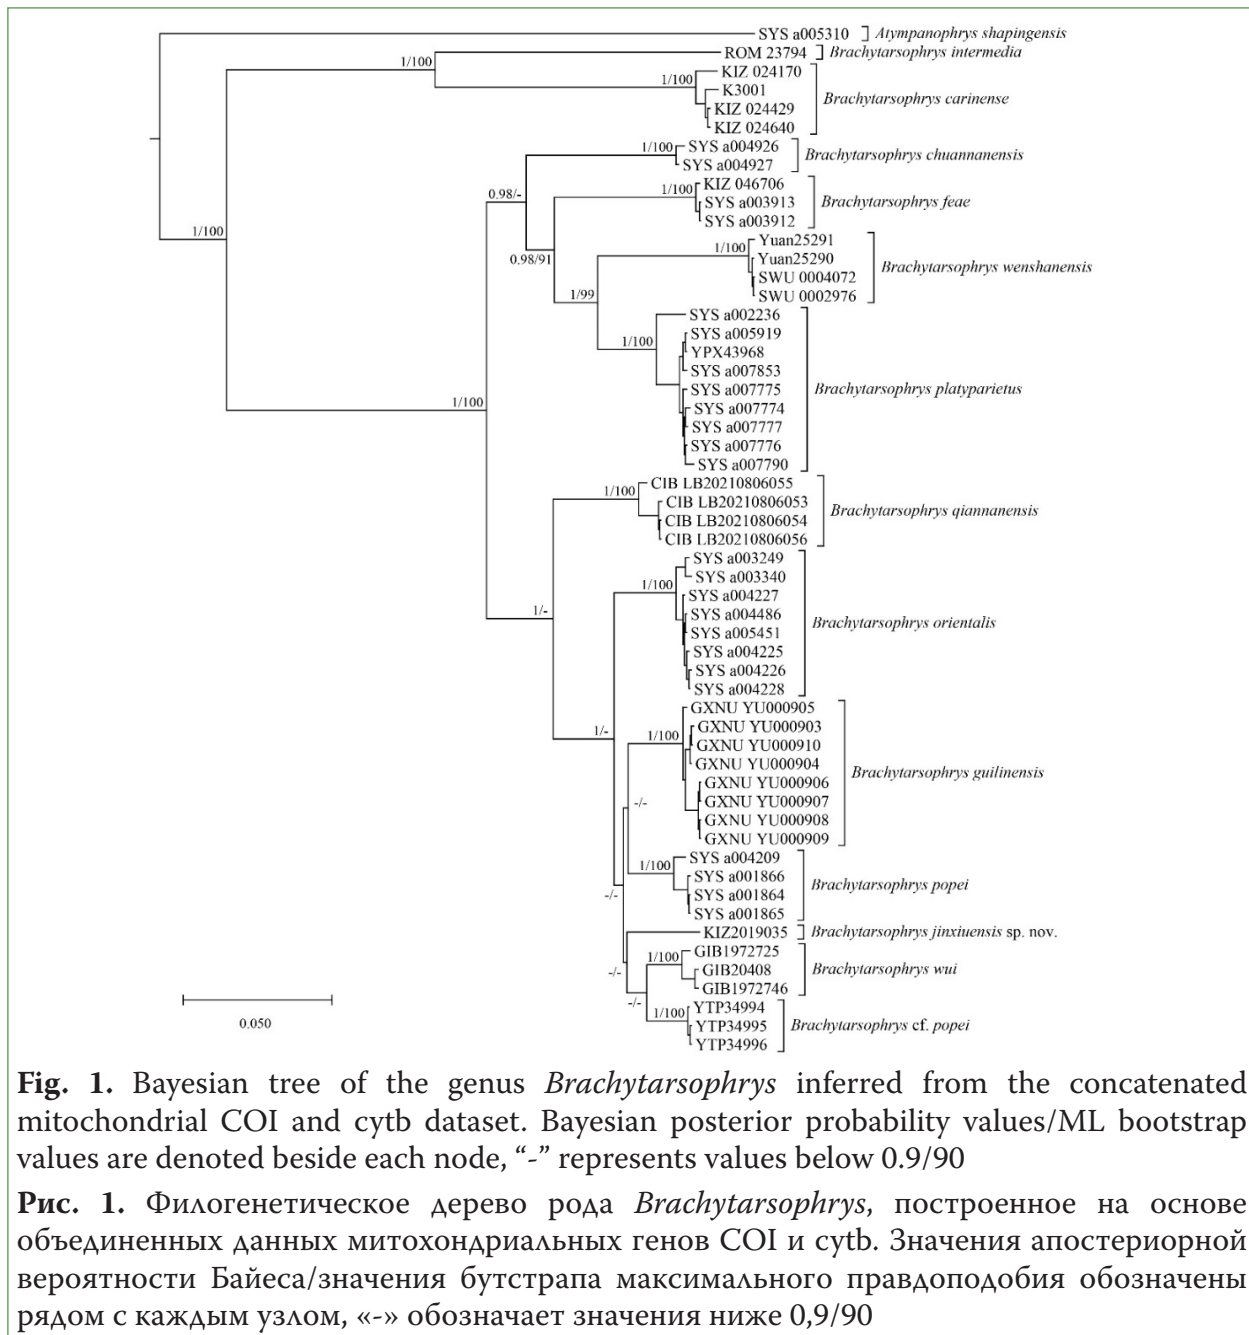 SYS a005310 Atympanophrys shapingensis
ROM 23794 Brachytarsophrys intermedia
1/100
KIZ 024170
1/100
K3001
Brachytarsophrys carinense
KIZ 024429
KIZ 024640
1/100
SYS a004926
SYS a004927
Brachytarsophrys chuannanensis
0.98/-
1/100
KIZ 046706
SYS a003913
Brachytarsophrys feae
SYS a003912
1/100
0.98/91
1/100
Yuan25291
Yuan25290
Brachytarsophrys wenshanensis
SWU 0004072
SWU 0002976
1/99
1/100
SYS a002236
SYS a005919
YPX43968
SYS a007853
SYS a007775
Brachytarsophrys platyparietus
SYS a007774
SYS a007777
SYS a007776
SYS a007790
1/100
1/100
CIB LB20210806055
CIB LB20210806053
Brachytarsophrys qiannanensis
CIB LB20210806054
CIB LB20210806056
1/-
1/100
SYS a003249
SYS a003340
SYS a004227
SYS a004486
Brachytarsophrys orientalis
SYS a005451
SYS a004225
SYS a004226
SYS a004228
1/-
1/100
GXNU YU000905
GXNU YU000903
GXNU YU000910
GXNU YU000904
Brachytarsophrys guilinensis
GXNU YU000906
GXNU YU000907
GXNU YU000908
GXNU YU000909
-/-
1/100
SYS a004209
SYS a001866
Brachytarsophrys popei
SYS a001864
SYS a001865
-/-
KIZ2019035 Brachytarsophrys jinxiuensis sp. nov.
-/-
1/100
GIB1972725
GIB20408
Brachytarsophrys wui
GIB1972746
-/-
1/100
YTP34994
YTP34995
Brachytarsophrys cf. popei
YTP34996
0.050
Fig. 1. Bayesian tree of the genus Brachytarsophrys inferred from the concatenated
mitochondrial COI and cytb dataset. Bayesian posterior probability values/ML bootstrap
values are denoted beside each node, “-” represents values below 0.9/90
Рис. 1. Филогенетическое дерево рода Brachytarsophrys, построенное на основе
объединенных данных митохондриальных генов COI и cytb. Значения апостериорной
вероятности Байеса/значения бутстрапа максимального правдоподобия обозначены
рядом с каждым узлом, «-» обозначает значения ниже 0,9/90